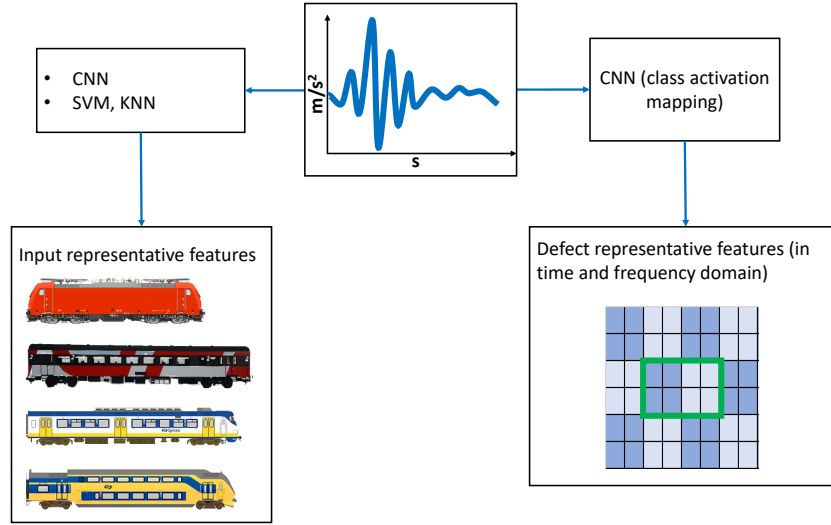 • CNN
• SVM, KNN
m/s²
s
CNN (class activation
mapping)
Input representative features
Defect representative features (in
time and frequency domain)